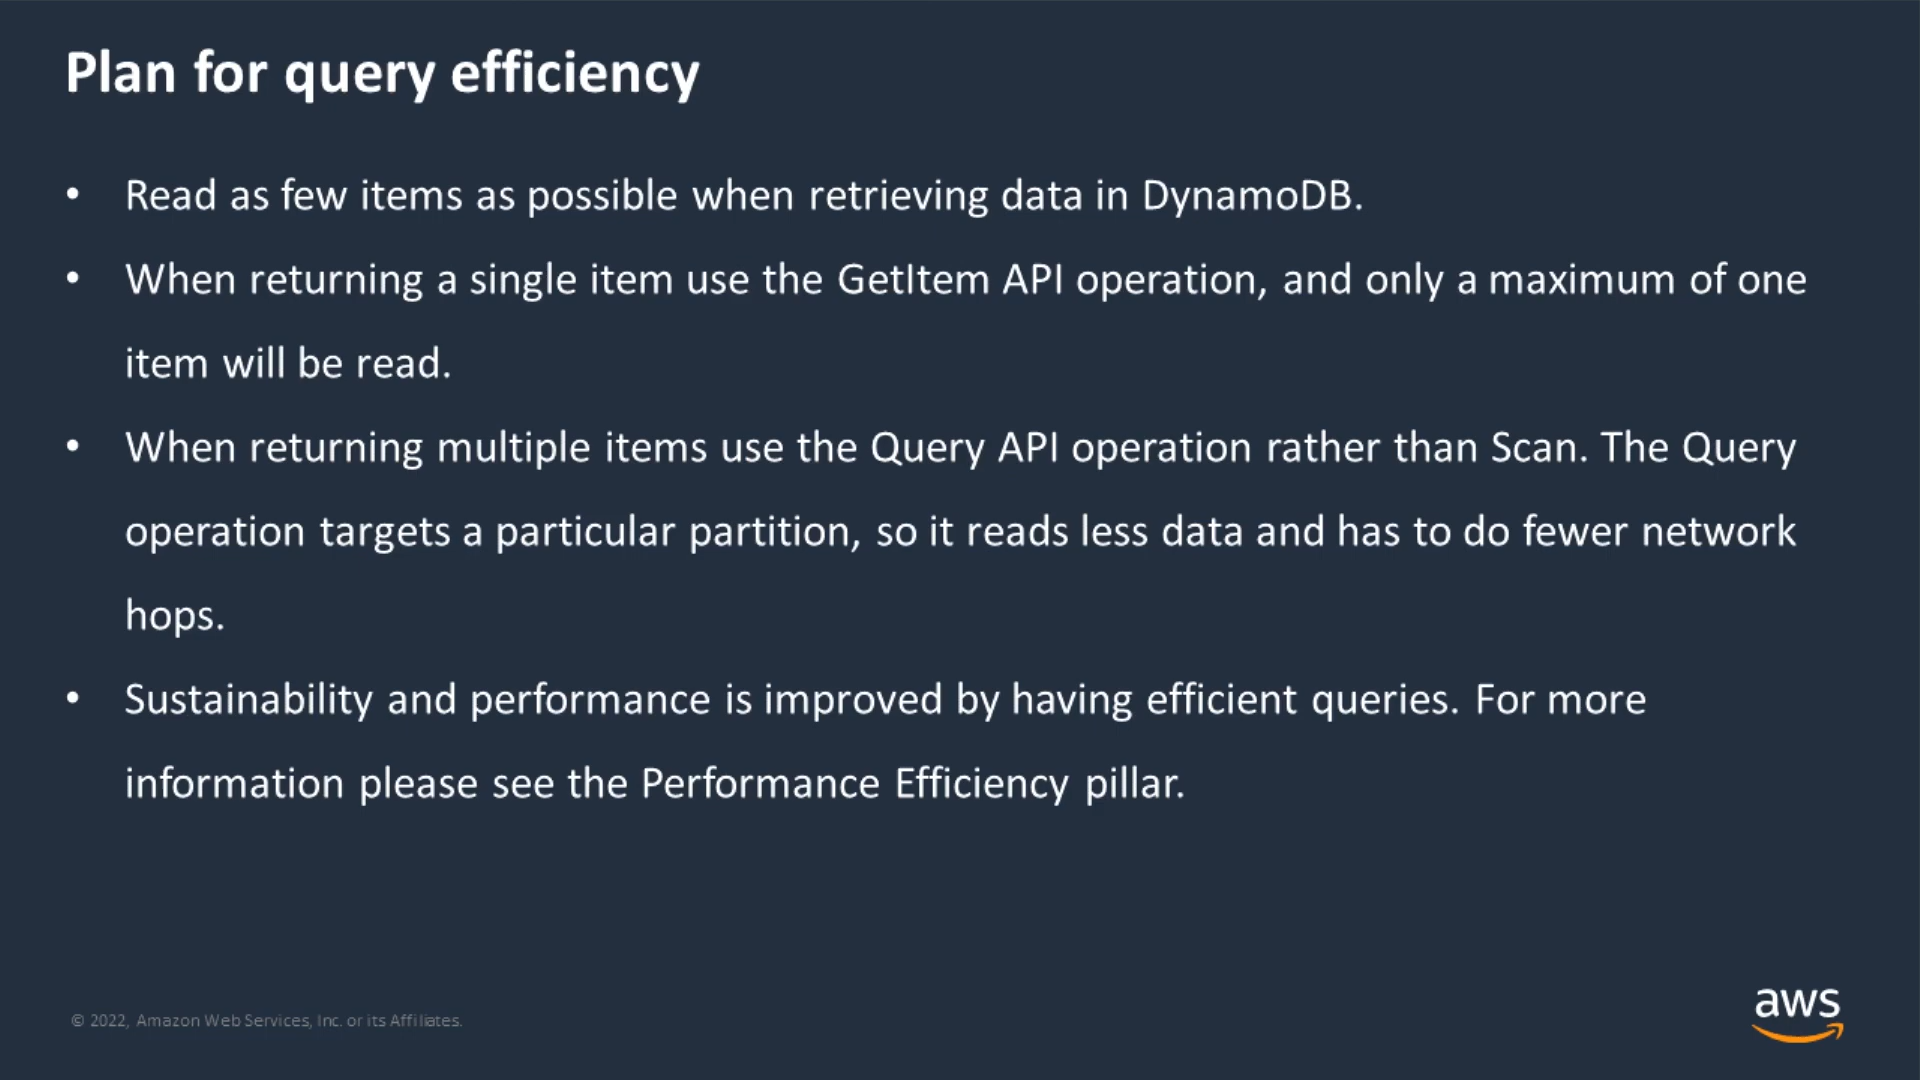 Plan for query efficiency
• Read as few items as possible when retrieving data in DynamoDB.
• When returning a single item use the GetItem API operation, and only a maximum of one
item will be read.
• When returning multiple items use the Query API operation rather than Scan. The Query
operation targets a particular partition, so it reads less data and has to do fewer network
hops.
• Sustainability and performance is improved by having efficient queries. For more
information please see the Performance Efficiency pillar.
© 2022, Amazon Web Services, Inc. or its Affiliates.
aws